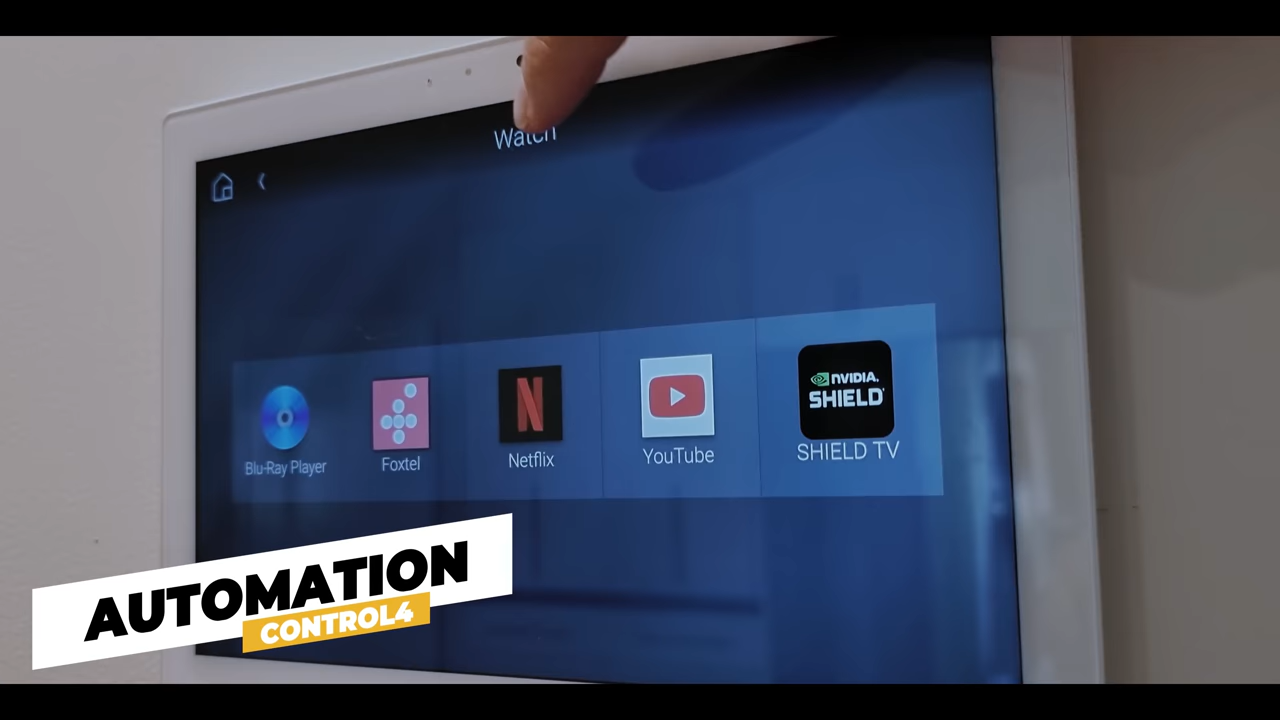 Watch
Blu-Ray Player
Foxtel
Netflix
YouTube
NVIDIA.
SHIELD
SHIELD TV
AUTOMATION
CONTROL4